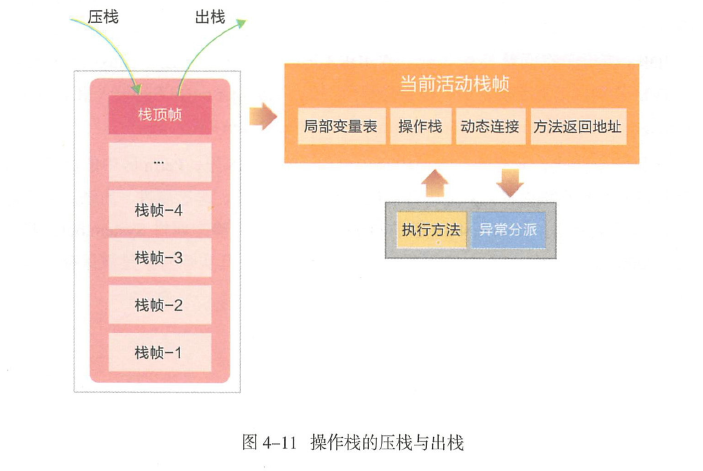 压栈
出栈
栈顶帧
...
栈帧-4
栈帧-3
栈帧-2
栈帧-1
当前活动栈帧
局部变量表
操作栈
动态连接
方法返回地址
执行方法
异常分派
图 4-11 操作栈的压栈与出栈